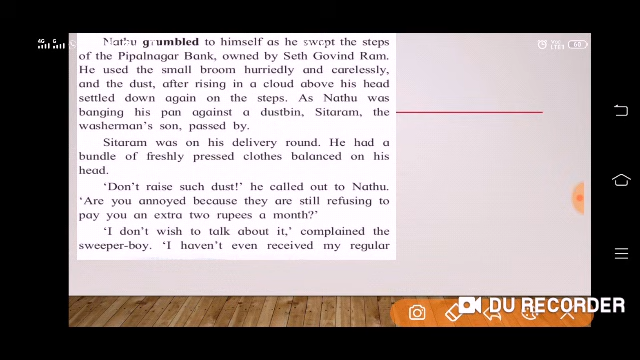 Nathu grumbled to himself as he swept the steps
of the Pipalnagar Bank, owned by Seth Govind Ram.
He used the small broom hurriedly and carelessly,
and the dust, after rising in a cloud above his head
settled down again on the steps. As Nathu was
banging his pan against a dustbin, Sitaram, the
washerman's son, passed by.
Sitaram was on his delivery round. He had a
bundle of freshly pressed clothes balanced on his
head.
'Don't raise such dust!' he called out to Nathu.
'Are you annoyed because they are still refusing to
pay you an extra two rupees a month?'
'I don't wish to talk about it,' complained the
sweeper-boy. 'I haven't even received my regular
DU RECORDER